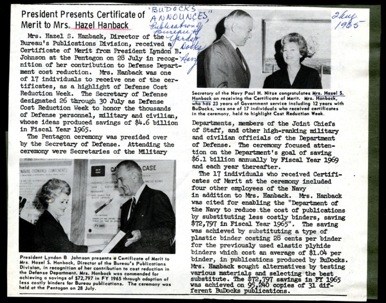 President Presents Certificate of
Merit to Mrs. Hazel Hanback
Mrs. Hazel S. Hanback, Director of the
Bureau's Publications Division, received a
Certificate of Merit from President Lyndon B.
Johnson at the Pentagon on 28 July in recog-
nition of her contribution to Defense Depart-
ment cost reduction. Mrs. Hanback was one
of 17 individuals to receive one of the cer-
tificates, as a highlight of Defense Cost
Reduction Week. The Secretary of Defense
designated 26 through 30 July as Defense
Cost Reduction Week to honor the thousands
of Defense personnel, military and civilian,
whose ideas produced savings of $4.6 billion
in Fiscal Year 1965.
The Pentagon ceremony was presided over
by the Secretary of Defense. Attending the
ceremony were Secretaries of the Military
President Lyndon B. Johnson presents a Certificate of Merit to
Mrs. Hazel S. Hanback, Director of the Bureau's Publications
Division, in recognition of her contribution to cost reduction in
the Defense Department. Mrs. Hanback was commended for
achieving a savings of $72,797 in FY 1965 through utilization of
less costly binders for Bureau publications. The ceremony was
held at the Pentagon on 28 July.
"BUDOCKS
ANNOUNCES"
2 Aug
1965
Secretary of the Navy Paul H. Nitze congratulates Mrs. Hazel S.
Hanback on receiving the Certificate of Merit. Mrs. Hanback,
who has 23 years of Government service including 12 years with
BuDocks, was one of 17 individuals who received certificates
in the ceremony, held to highlight Cost Reduction Week.
Departments, members of the Joint Chiefs
of Staff, and other high-ranking military
and civilian officials of the Department
of Defense. The ceremony focused atten-
tion on the Department's goal of saving
$6.1 billion annually by Fiscal Year 1969
and each year thereafter.
The 17 individuals who received Certifi-
cates of Merit at the ceremony included
four other employees of the Navy
in addition to Mrs. Hanback. Mrs. Hanback
was cited for enabling the "Department of
the Navy to reduce the cost of publications
by substituting less costly binders, saving
$72,797 in Fiscal Year 1965". The saving
was achieved by substituting a type of
plastic binder costing 28 cents per binder
for the previously used elastic plyhide
binders which cost an average of $1.04 per
binder, in publications produced by BuDocks.
Mrs. Hanback sought alternatives by testing
various materials and selecting the best
substitute. The $72,797 savings in FY 1965
was achieved on 95,240 copies of 31 dif-
ferent BuDocks publications.